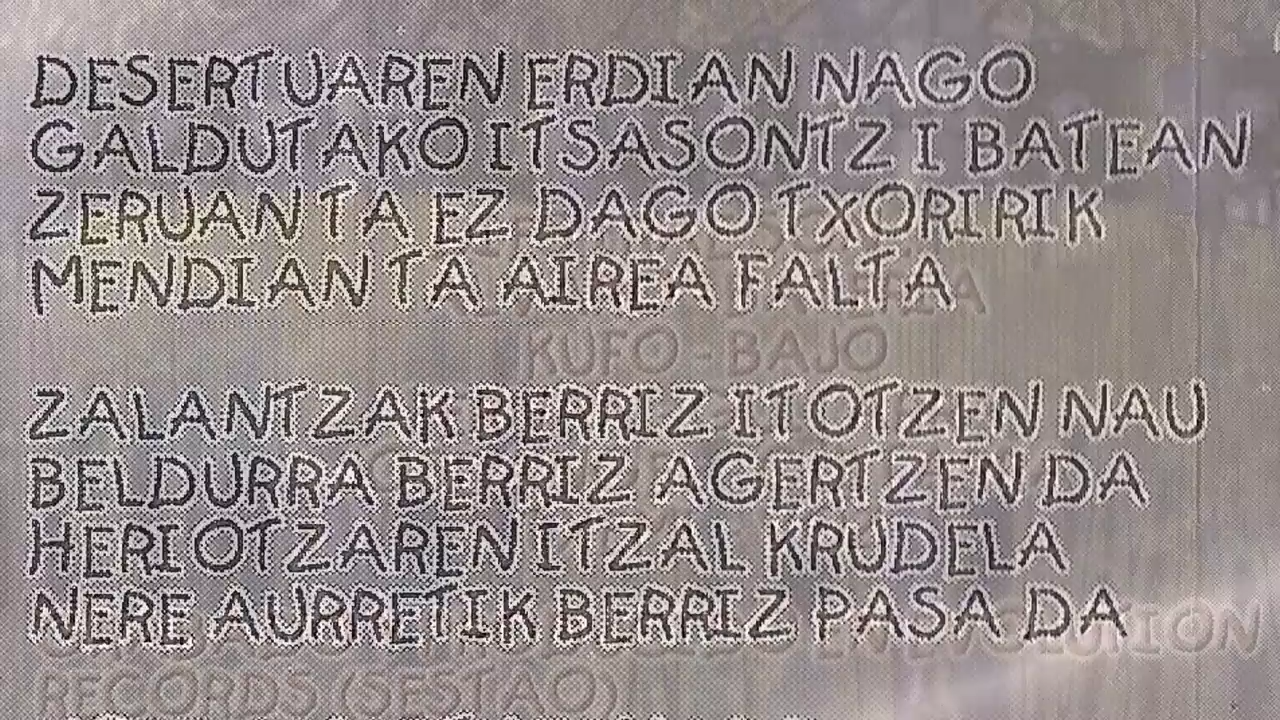 DESERTUAREN ERDIAN NAGO
GALDUTAKO ITSASONTZI BATEAN
ZERUAN TA EZ DAGO TXORIRIK
MENDIAN TA AIREA FALTA
KUFO - BAJO
ZALANTZAK BERRIZ ITOTZEN NAU
BELDURRA BERRIZ AGERTZEN DA
HERIOTZAREN ITZAL KRUDELA
NERE AURRETIK BERRIZ PASA DA
RECORDS (SESTAO)